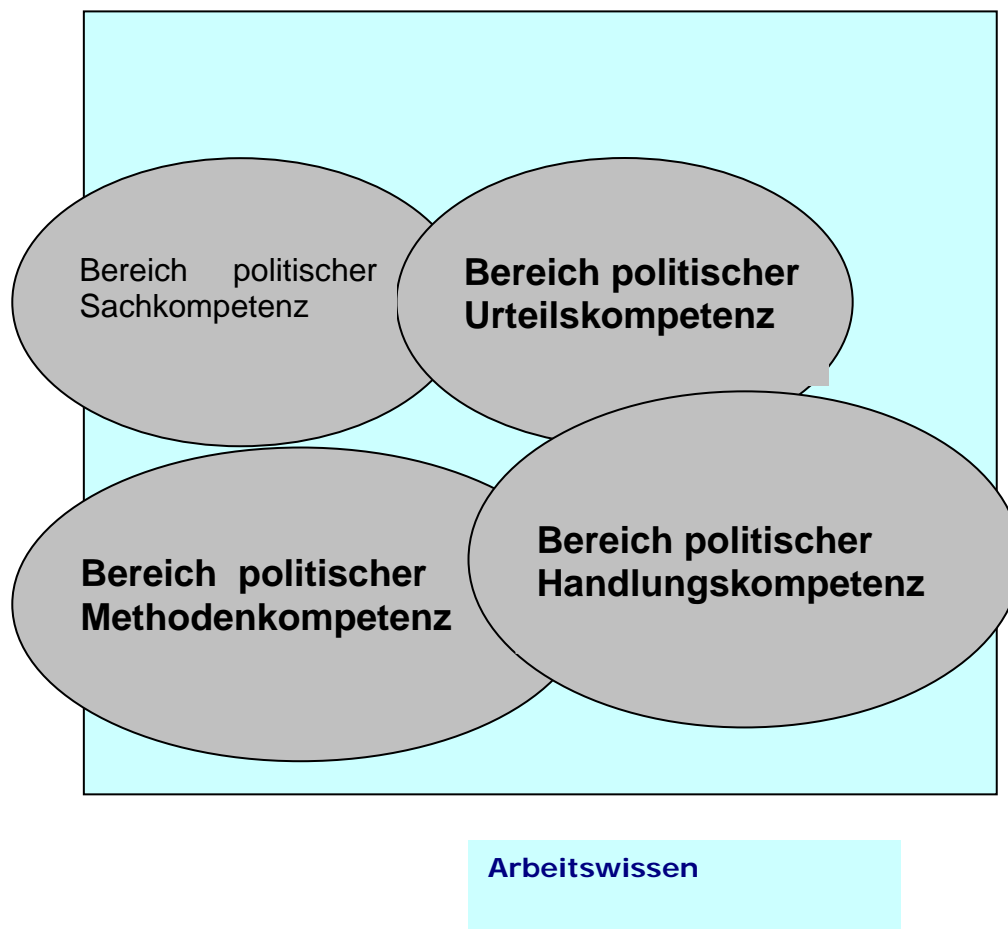 Bereich politischer
Sachkompetenz
Bereich politischer
Urteilskompetenz
Bereich politischer
Methodenkompetenz
Bereich politischer
Handlungskompetenz
Arbeitswissen